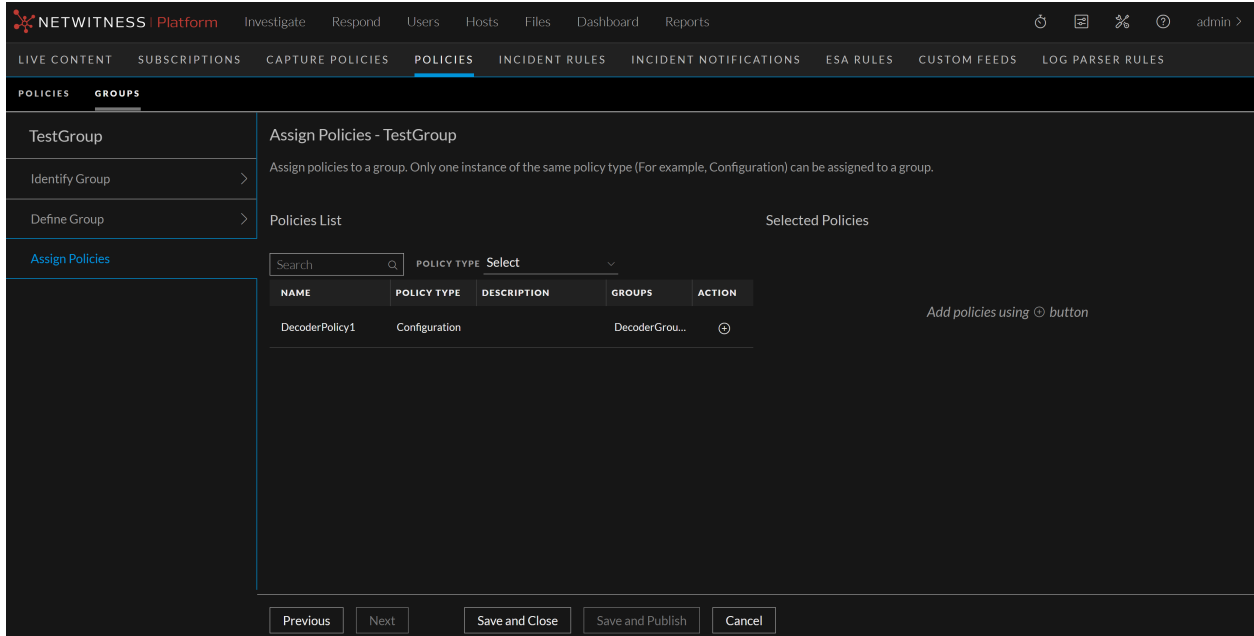 NETWITNESS Platform Investigate Respond Users Hosts Files Dashboard Reports admin >
LIVE CONTENT SUBSCRIPTIONS CAPTURE POLICIES POLICIES INCIDENT RULES INCIDENT NOTIFICATIONS ESA RULES CUSTOM FEEDS LOG PARSER RULES
POLICIES GROUPS
TestGroup
Identify Group
Define Group
Assign Policies
Assign Policies - TestGroup
Assign policies to a group. Only one instance of the same policy type (For example, Configuration) can be assigned to a group.
Policies List
Search POLICY TYPE Select
NAME POLICY TYPE DESCRIPTION GROUPS ACTION
DecoderPolicy1 Configuration DecoderGrou...
Selected Policies
Add policies using ⊕ button
Previous Next Save and Close Save and Publish Cancel